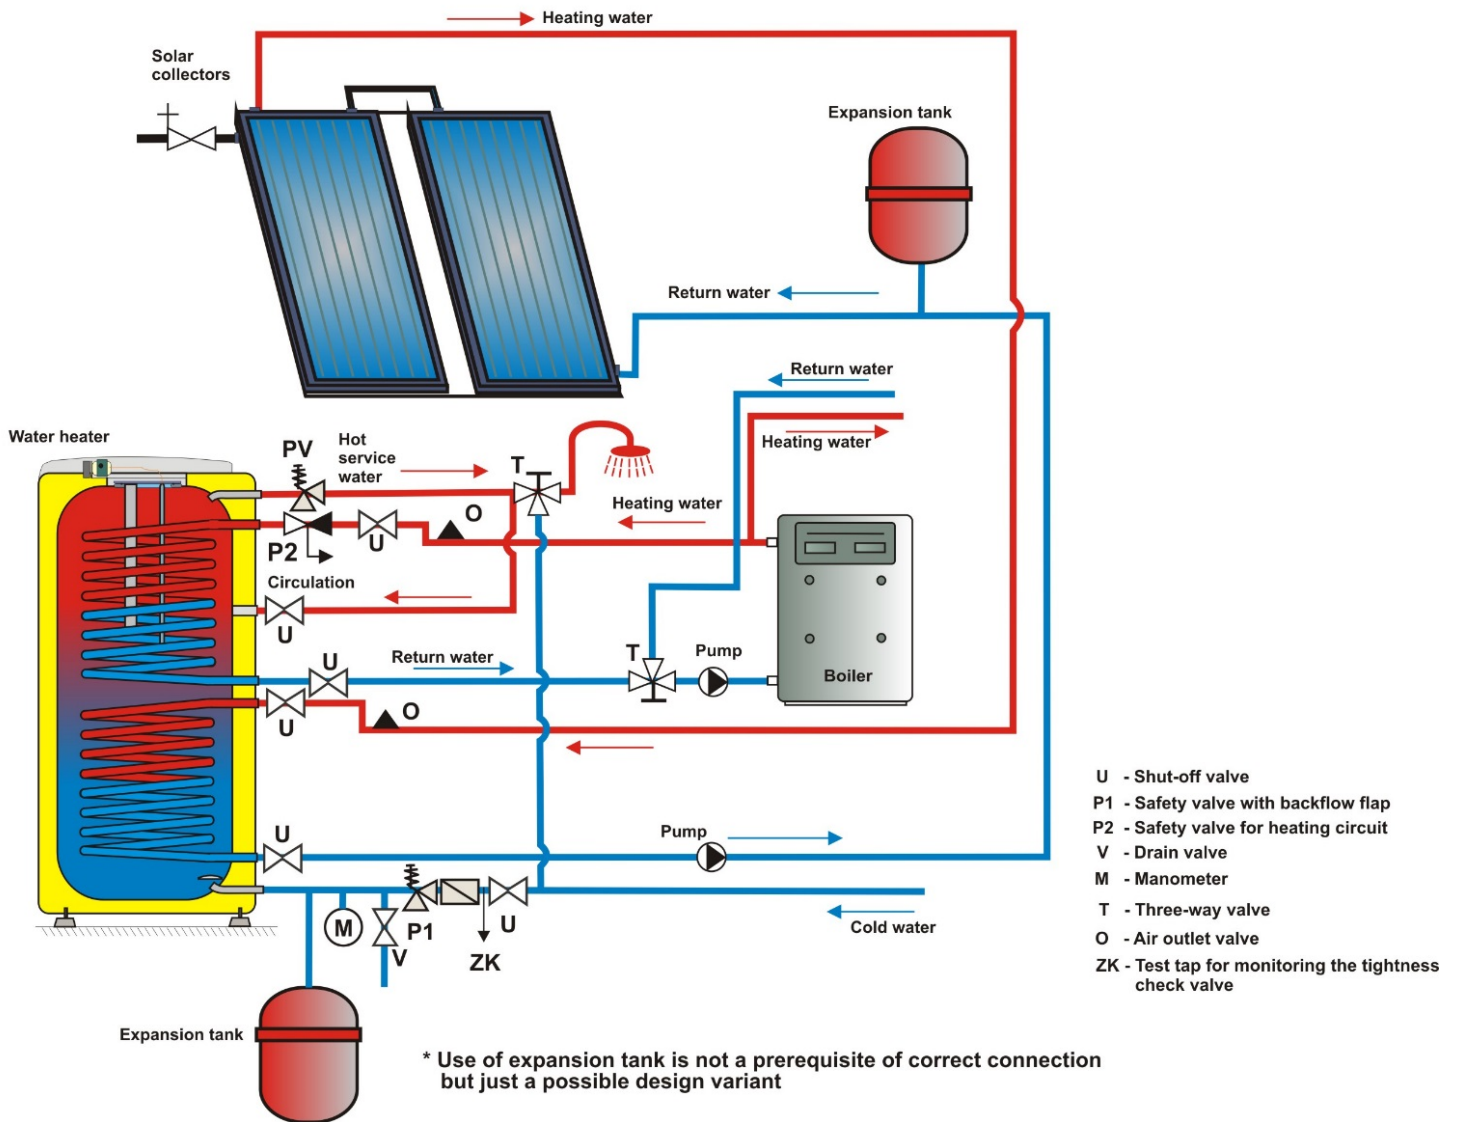 Heating water
Solar
collectors
Expansion tank
Return water
Return water
Heating water
Water heater
PV
Hot
service
water
T
Heating water
O
P2
U
Circulation
U
Return water
U
T
Pump
Boiler
U
O
U
Pump
M
V
P1
ZK
U
Cold water
Expansion tank
U - Shut-off valve
P1 - Safety valve with backflow flap
P2 - Safety valve for heating circuit
V - Drain valve
M - Manometer
T - Three-way valve
O - Air outlet valve
ZK - Test tap for monitoring the tightness
check valve
* Use of expansion tank is not a prerequisite of correct connection
but just a possible design variant